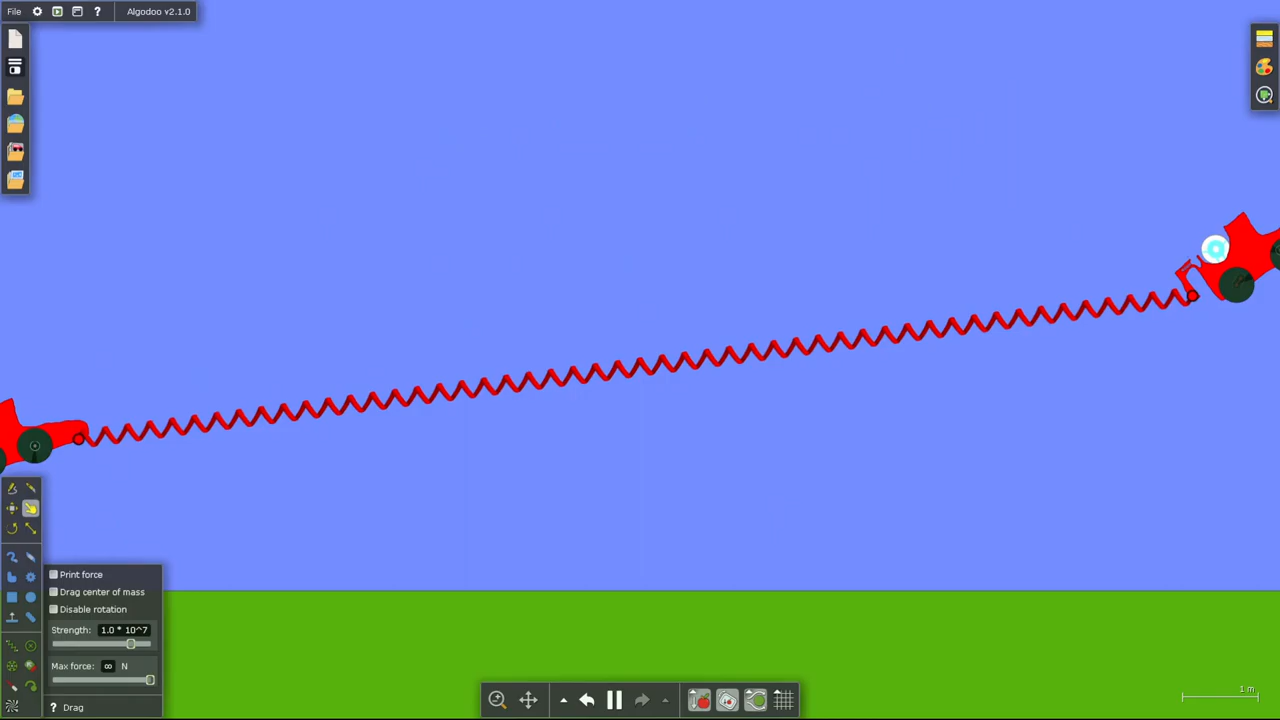 File ? Algodoo v2.1.0
Print force
Drag center of mass
Disable rotation
Strength: 1.0 * 10^7
Max force: ∞ N
? Drag
1 m